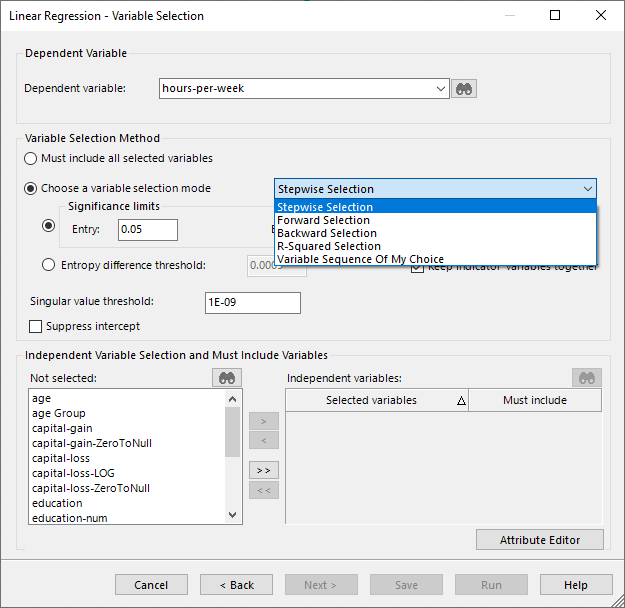 Linear Regression - Variable Selection
Dependent Variable
Dependent variable:
hours-per-week
Variable Selection Method
Must include all selected variables
Choose a variable selection mode
Stepwise Selection
Stepwise Selection
Forward Selection
Backward Selection
R-Squared Selection
Variable Sequence Of My Choice
Significance limits
Entry:
0.05
Entropy difference threshold:
Keep indicator variables together
Singular value threshold:
1E-09
Suppress intercept
Independent Variable Selection and Must Include Variables
Not selected:
Independent variables:
age
age Group
capital-gain
capital-gain-ZeroToNull
capital-loss
capital-loss-LOG
capital-loss-ZeroToNull
education
education-num
>
<
>>
<<
Selected variables
Must include
Attribute Editor
Cancel
< Back
Next >
Save
Run
Help